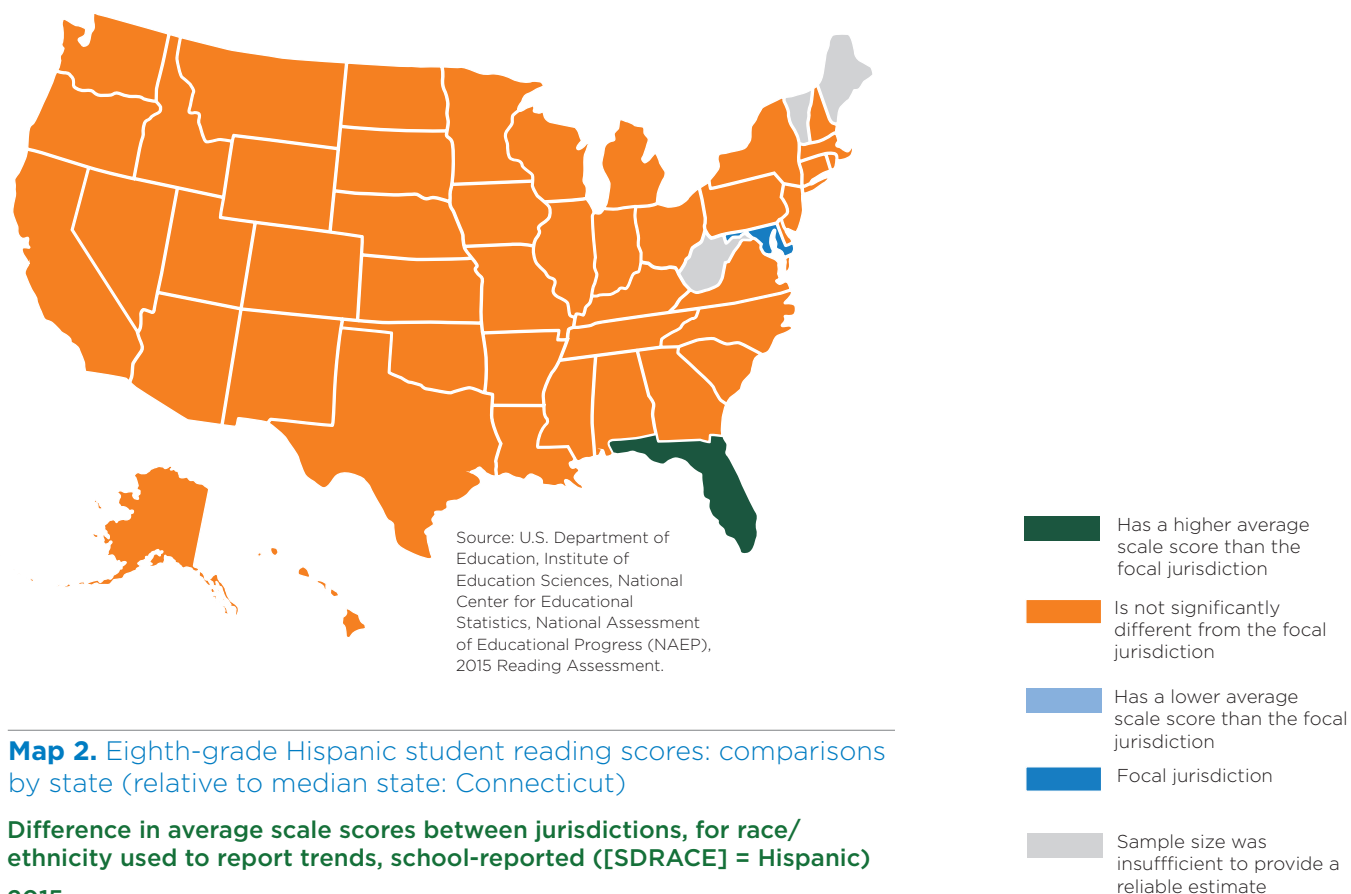 Source: U.S. Department of
Education, Institute of
Education Sciences, National
Center for Educational
Statistics, National Assessment
of Educational Progress (NAEP),
2015 Reading Assessment.
Has a higher average
scale score than the
focal jurisdiction
Is not significantly
different from the focal
jurisdiction
Has a lower average
scale score than the focal
jurisdiction
Focal jurisdiction
Sample size was
insuffficient to provide a
reliable estimate
Map 2. Eighth-grade Hispanic student reading scores: comparisons
by state (relative to median state: Connecticut)
Difference in average scale scores between jurisdictions, for race/
ethnicity used to report trends, school-reported ([SDRACE] = Hispanic)